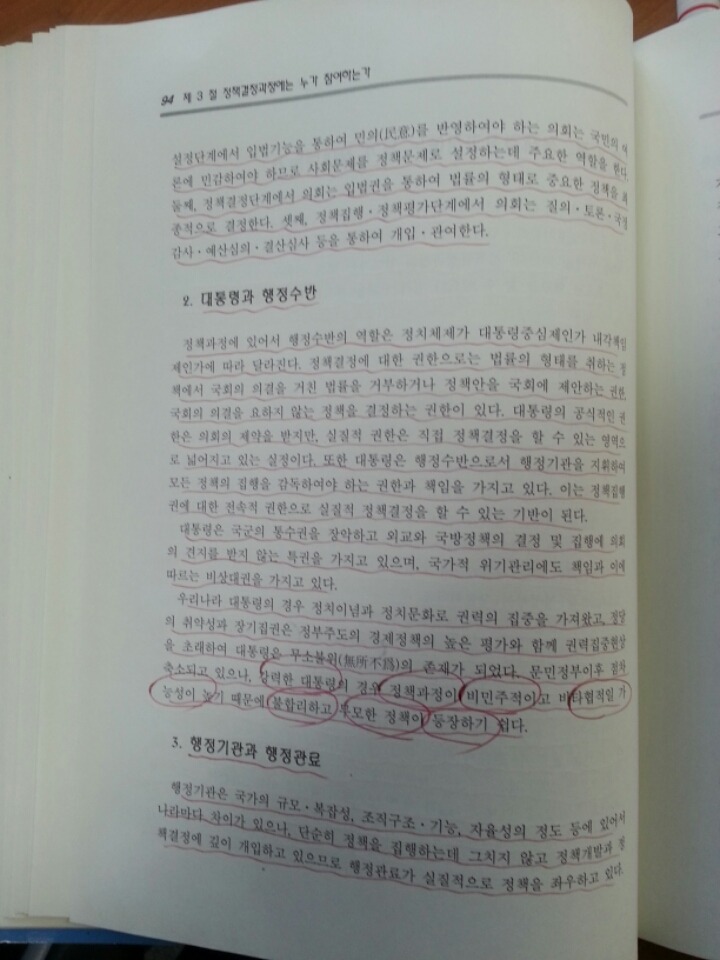 94 제 3 절 정책결정과정에는 누가 참여하는가
설정단계에서 입법기능을 통하여 민의(民意)를 반영하여야 하는 의회는 국민의 여
론에 민감하여야 하므로 사회문제를 정책문제로 설정하는데 주요한 역할을 한다.
둘째, 정책결정단계에서 의회는 입법권을 통하여 법률의 형태로 중요한 정책을 최
종적으로 결정한다. 셋째, 정책집행·정책평가단계에서 의회는 질의·토론·국정
감사·예산심의·결산심사 등을 통하여 개입·관여한다.
2. 대통령과 행정수반
정책과정에 있어서 행정수반의 역할은 정치체제가 대통령중심제인가 내각책임
제인가에 따라 달라진다. 정책결정에 대한 권한으로는 법률의 형태를 취하는 정
책에서 국회의 의결을 거친 법률을 거부하거나 정책안을 국회에 제안하는 권한,
국회의 의결을 요하지 않는 정책을 결정하는 권한이 있다. 대통령의 공식적인 권
한은 의회의 제약을 받지만, 실질적 권한은 직접 정책결정을 할 수 있는 영역으
로 넓어지고 있는 실정이다. 또한 대통령은 행정수반으로서 행정기관을 지휘하여
모든 정책의 집행을 감독하여야 하는 권한과 책임을 가지고 있다. 이는 정책집행
권에 대한 전속적 권한으로 실질적 정책결정을 할 수 있는 기반이 된다.
대통령은 국군의 통수권을 장악하고 외교와 국방정책의 결정 및 집행에 의회
의 견지를 받지 않는 특권을 가지고 있으며, 국가적 위기관리에도 책임과 이에
따르는 비상대권을 가지고 있다.
우리나라 대통령의 경우 정치이념과 정치문화로 권력의 집중을 가져왔고, 정당
의 취약성과 장기집권은 정부주도의 경제정책의 높은 평가와 함께 권력집중현상
을 초래하여 대통령은 무소불위(無所不爲)의 존재가 되었다. 문민정부이후 점차
축소되고 있으나, 강력한 대통령의 경우 정책과정이 비민주적이고 비타협적일 가
능성이 높기 때문에 불합리하고 무모한 정책이 등장하기 쉽다.
3. 행정기관과 행정관료
행정기관은 국가의 규모·복잡성, 조직구조·기능, 자율성의 정도 등에 있어서
나라마다 차이가 있으나, 단순히 정책을 집행하는데 그치지 않고 정책개발과 정
책결정에 깊이 개입하고 있으므로 행정관료가 실질적으로 정책을 좌우하고 있다.